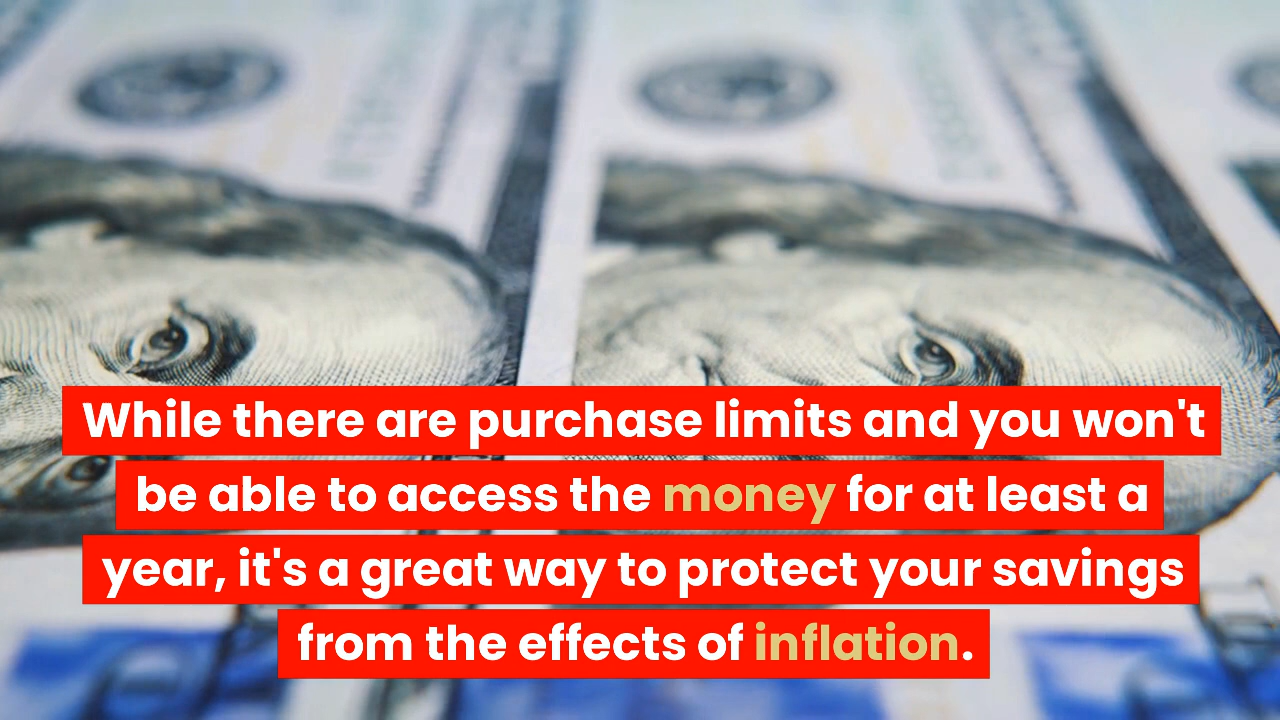 While there are purchase limits and you won't
be able to access the money for at least a
year, it's a great way to protect your savings
from the effects of inflation.